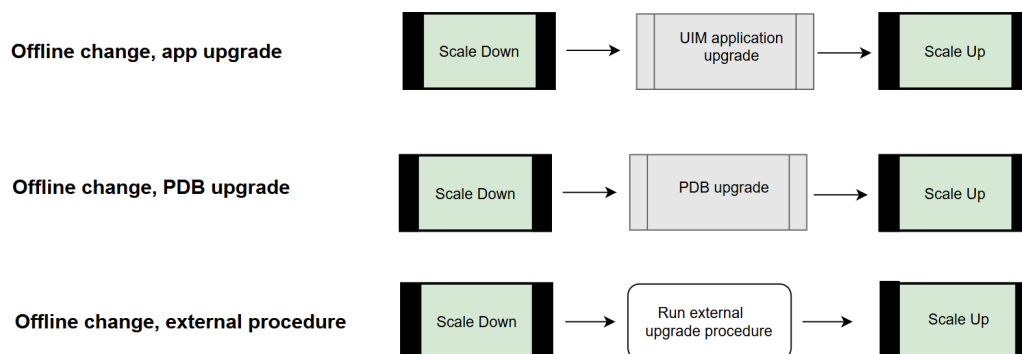 Offline change, app upgrade
Scale Down
UIM application
upgrade
Scale Up
Offline change, PDB upgrade
Scale Down
PDB upgrade
Scale Up
Offline change, external procedure
Scale Down
Run external
upgrade procedure
Scale Up